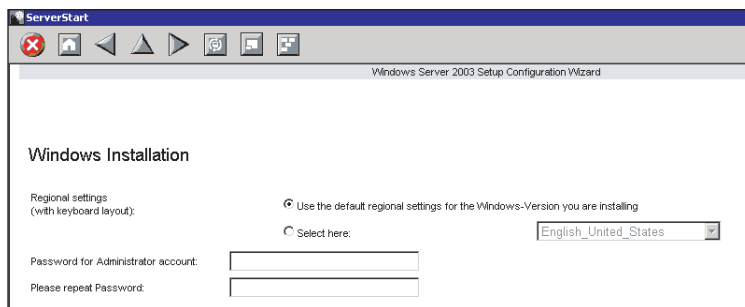 ServerStart
Windows Server 2003 Setup Configuration Wizard
Windows Installation
Regional settings
(with keyboard layout):
Use the default regional settings for the Windows-Version you are installing
Select here:
English_United_States
Password for Administrator account:
Please repeat Password: